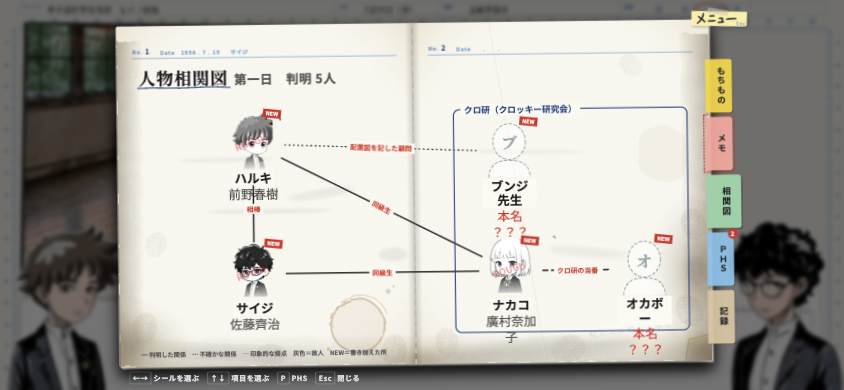 メニュー
Esc
No. 1 Date 1996.7.15 サイジ
人物相関図 第一日 判明 5人
NEW
ハルキ
前野春樹
相棒
配置図を記した顧問
同級生
NEW
サイジ
佐藤齊治
同級生
No. 2 Date . .
クロ研（クロッキー研究会）
NEW
ブ
ブンジ
先生
本名
？？？
NEW
ナカコ
廣村奈加
子
クロ研の当番
NEW
オ
オカボ
ー
本名
？？？
もちもの
メモ
相関図
2
PHS
記録
―判明した関係 …不確かな関係 …印象的な接点 灰色＝故人 NEW＝書き加えた所
←→ シールを選ぶ ↑↓ 項目を選ぶ P PHS Esc 閉じる